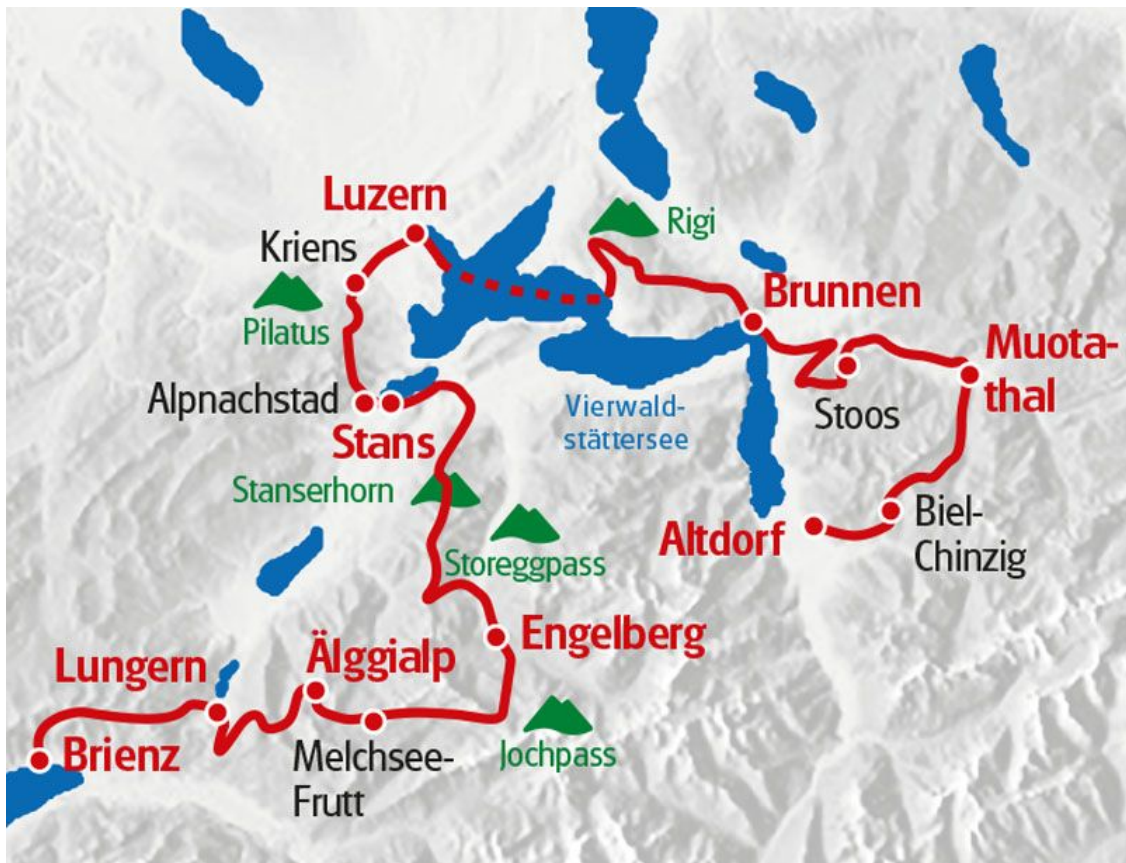 Luzern
Kriens
Rigi
Pilatus
Brunnen
Muota-
thal
Alpnachstad
Stans
Vierwald-
stättersee
Stoos
Stanserhorn
Storeggpass
Altdorf
Biel-
Chinzig
Engelberg
Lungern
Älggialp
Brienz
Melchsee-
Frutt
Jochpass